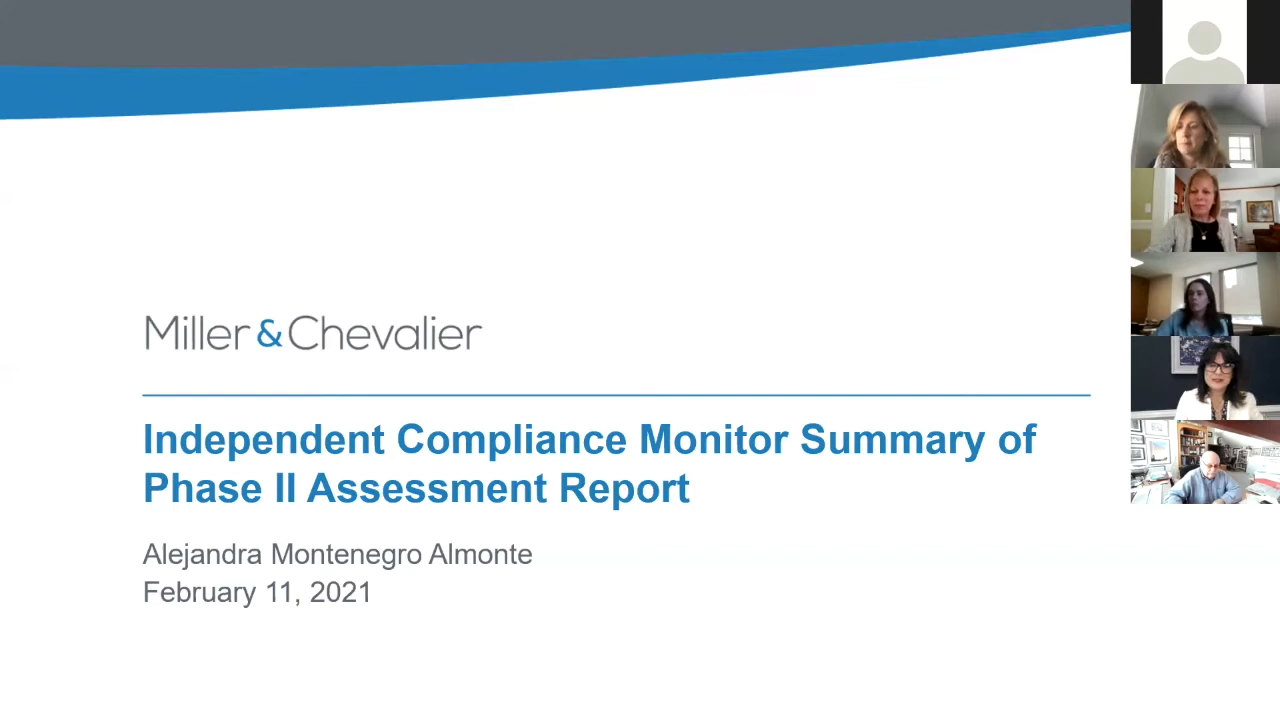 Miller & Chevalier
Independent Compliance Monitor Summary of
Phase II Assessment Report
Alejandra Montenegro Almonte
February 11, 2021